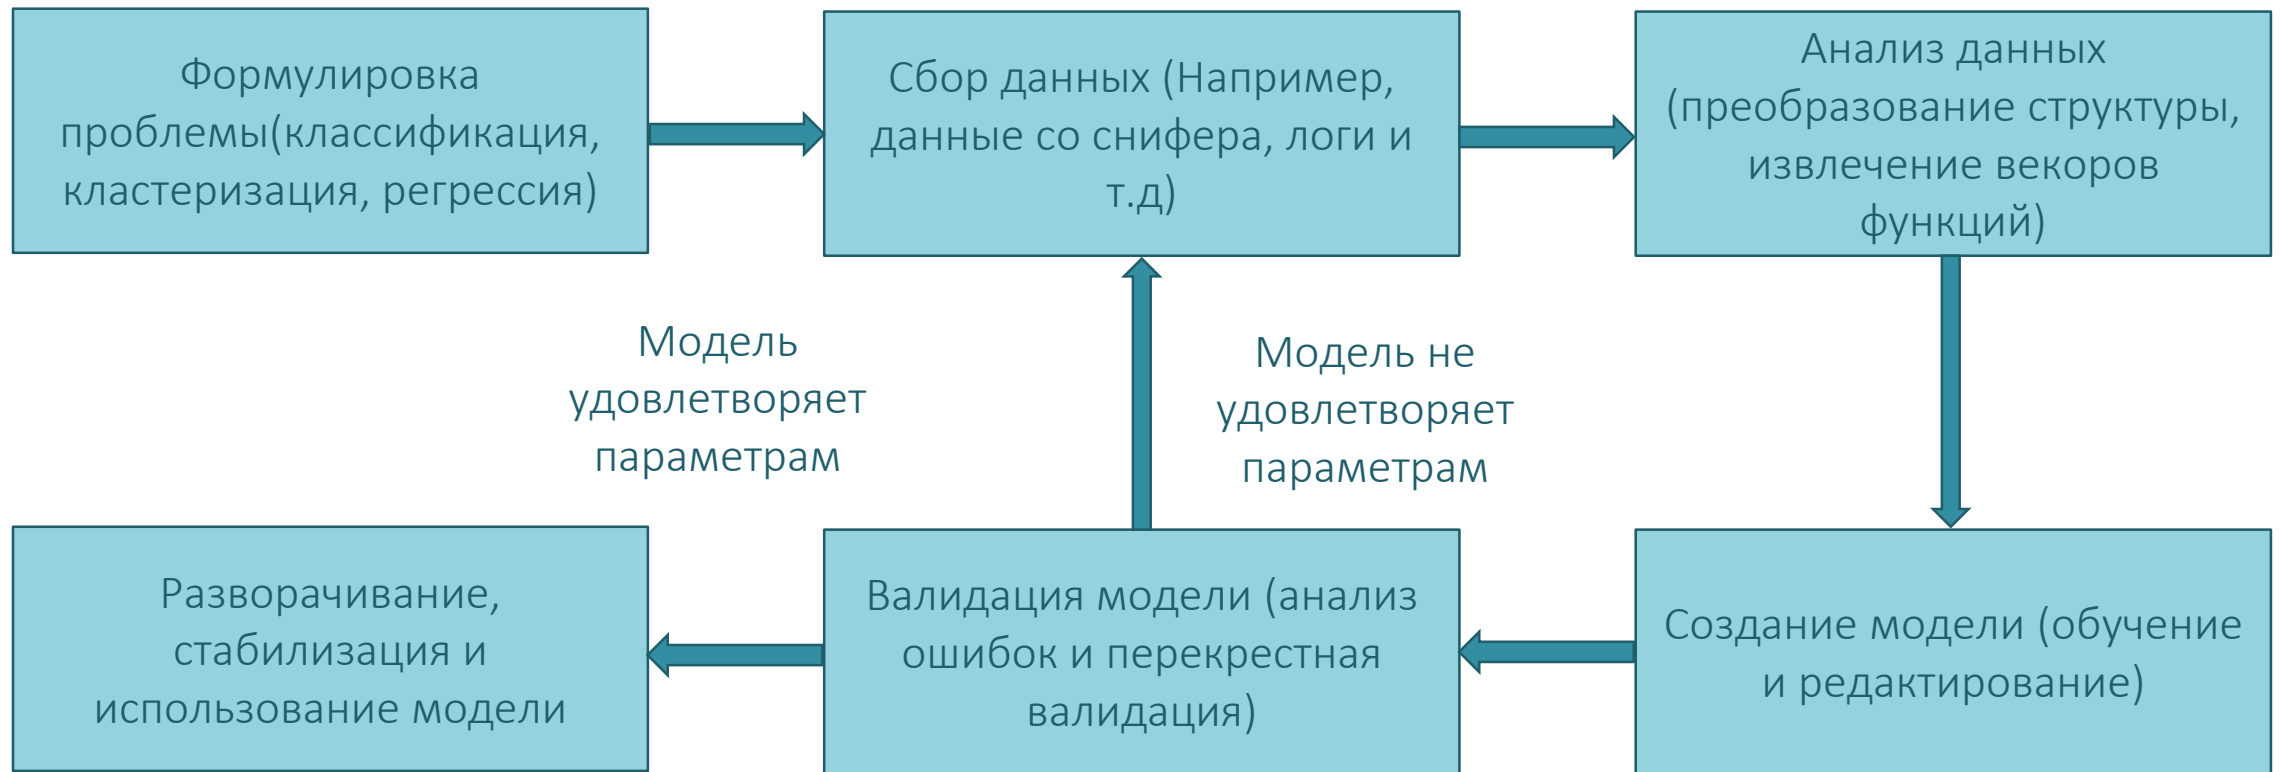 Формулировка
проблемы(классификация,
кластеризация, регрессия)
Сбор данных (Например,
данные со снифера, логи и
т.д)
Анализ данных
(преобразование структуры,
извлечение векоров
функций)
Модель
удовлетворяет
параметрам
Модель не
удовлетворяет
параметрам
Разворачивание,
стабилизация и
использование модели
Валидация модели (анализ
ошибок и перекрестная
валидация)
Создание модели (обучение
и редактирование)